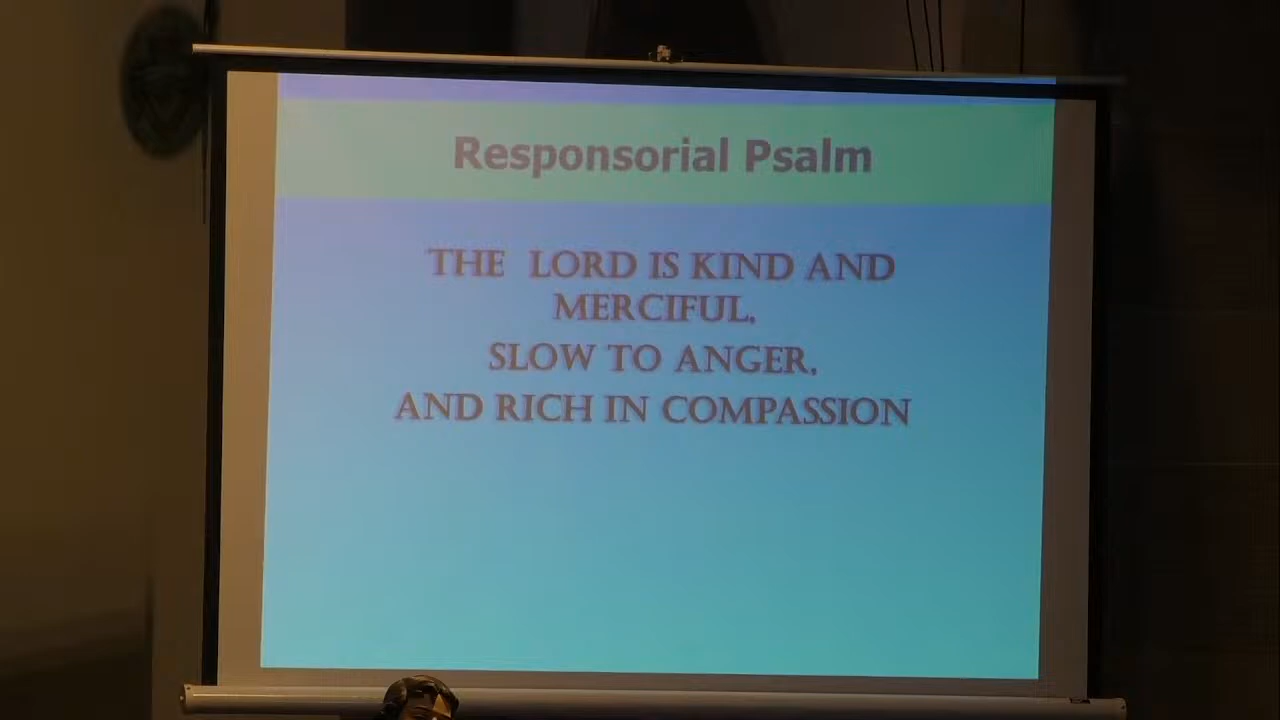 Responsorial Psalm
THE LORD IS KIND AND
MERCIFUL,
SLOW TO ANGER,
AND RICH IN COMPASSION